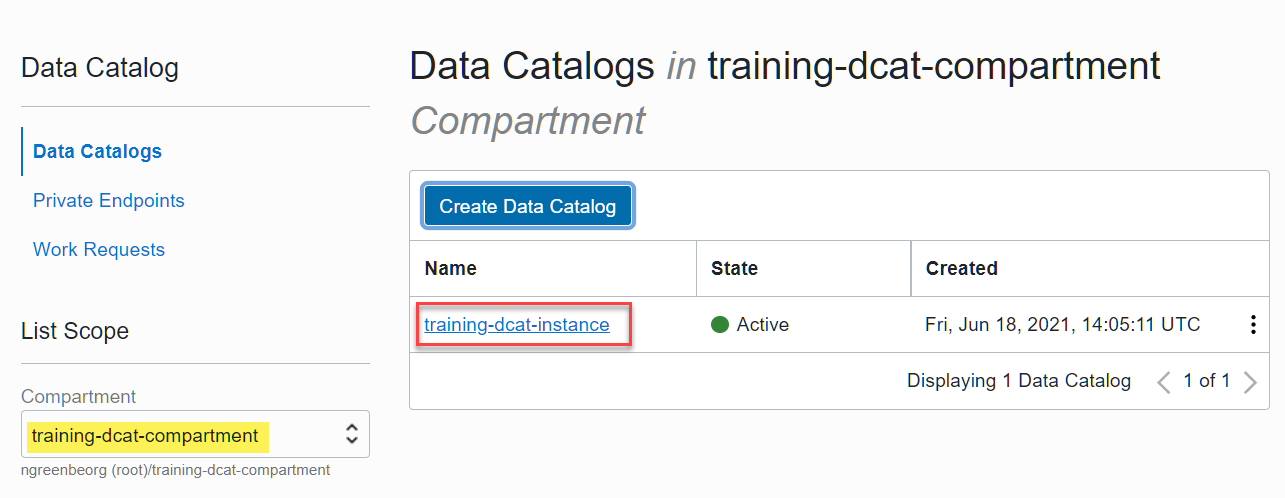 Data Catalog
Data Catalogs
Private Endpoints
Work Requests
List Scope
Compartment
training-dcat-compartment
ngreenbeorg (root)/training-dcat-compartment
Data Catalogs in training-dcat-compartment
Compartment
Create Data Catalog
Name State Created
training-dcat-instance Active Fri, Jun 18, 2021, 14:05:11 UTC
Displaying 1 Data Catalog 1 of 1